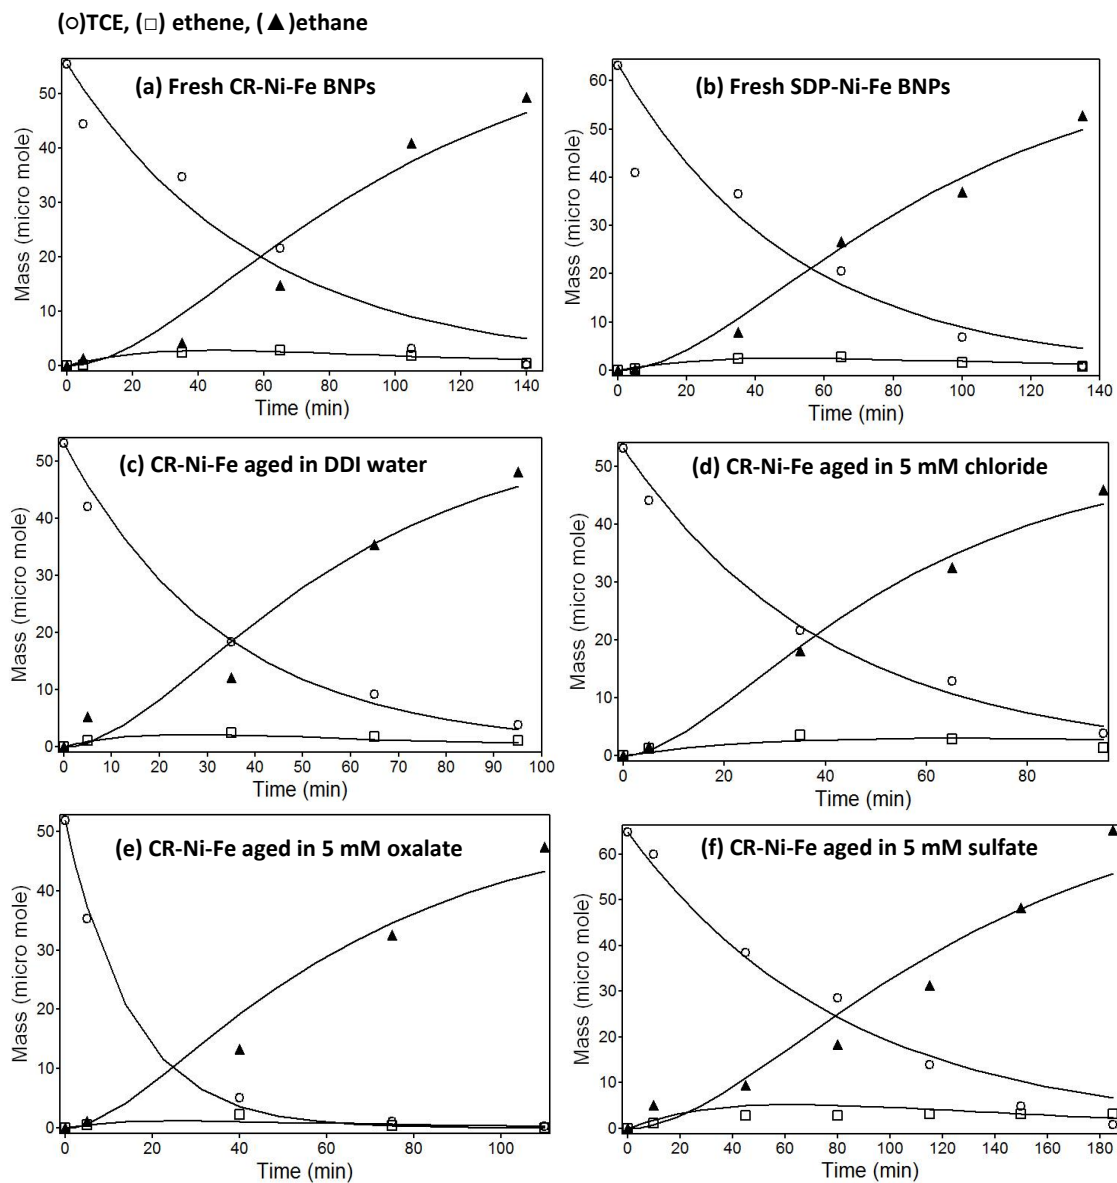 (○)TCE, (□) ethene, (▲)ethane
(a) Fresh CR-Ni-Fe BNPs
Mass (micro mole)
50
40
30
20
10
0
0 20 40 60 80 100 120 140
Time (min)
(b) Fresh SDP-Ni-Fe BNPs
Mass (micro mole)
60
50
40
30
20
10
0
0 20 40 60 80 100 120 140
Time (min)
(c) CR-Ni-Fe aged in DDI water
Mass (micro mole)
50
40
30
20
10
0
0 10 20 30 40 50 60 70 80 90 100
Time (min)
(d) CR-Ni-Fe aged in 5 mM chloride
Mass (micro mole)
50
40
30
20
10
0
0 20 40 60 80
Time (min)
(e) CR-Ni-Fe aged in 5 mM oxalate
Mass (micro mole)
50
40
30
20
10
0
0 20 40 60 80 100
Time (min)
(f) CR-Ni-Fe aged in 5 mM sulfate
Mass (micro mole)
60
50
40
30
20
10
0
0 20 40 60 80 100 120 140 160 180
Time (min)